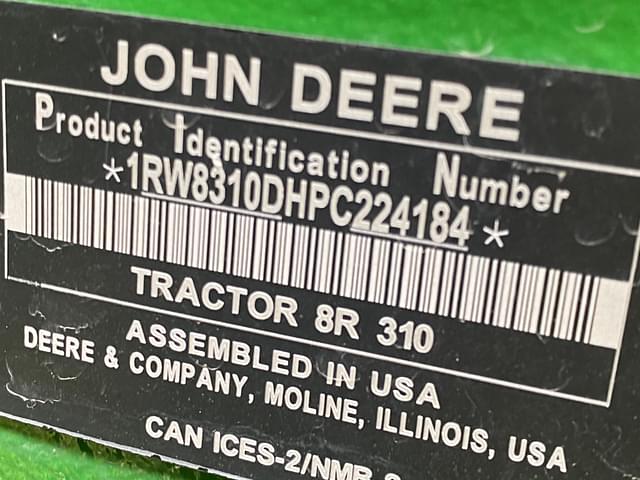 JOHN DEERE
Product Identification Number
*1RW8310DHPC224184*
TRACTOR 8R 310
ASSEMBLED IN USA
DEERE & COMPANY, MOLINE, ILLINOIS, USA
CAN ICES-2/NMB-2